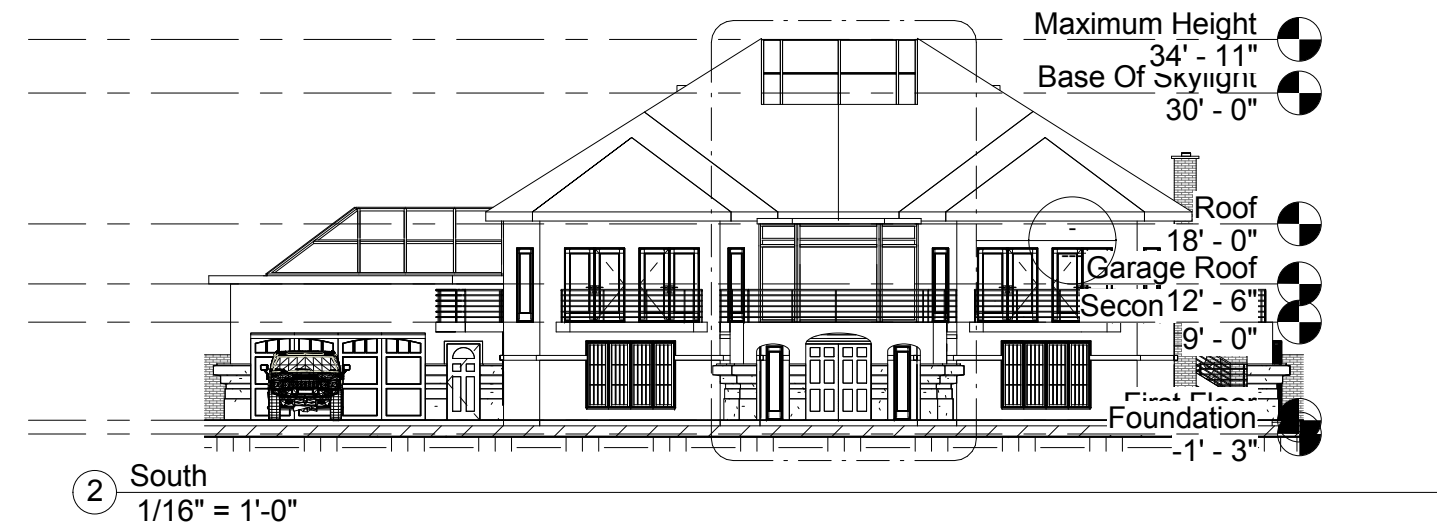 Maximum Height
34' - 11"
Base Of Skylight
30' - 0"
Roof
18' - 0"
Garage Roof
12' - 6"
Secon
9' - 0"
First Floor
Foundation
-1' - 3"
2
South
1/16" = 1'-0"